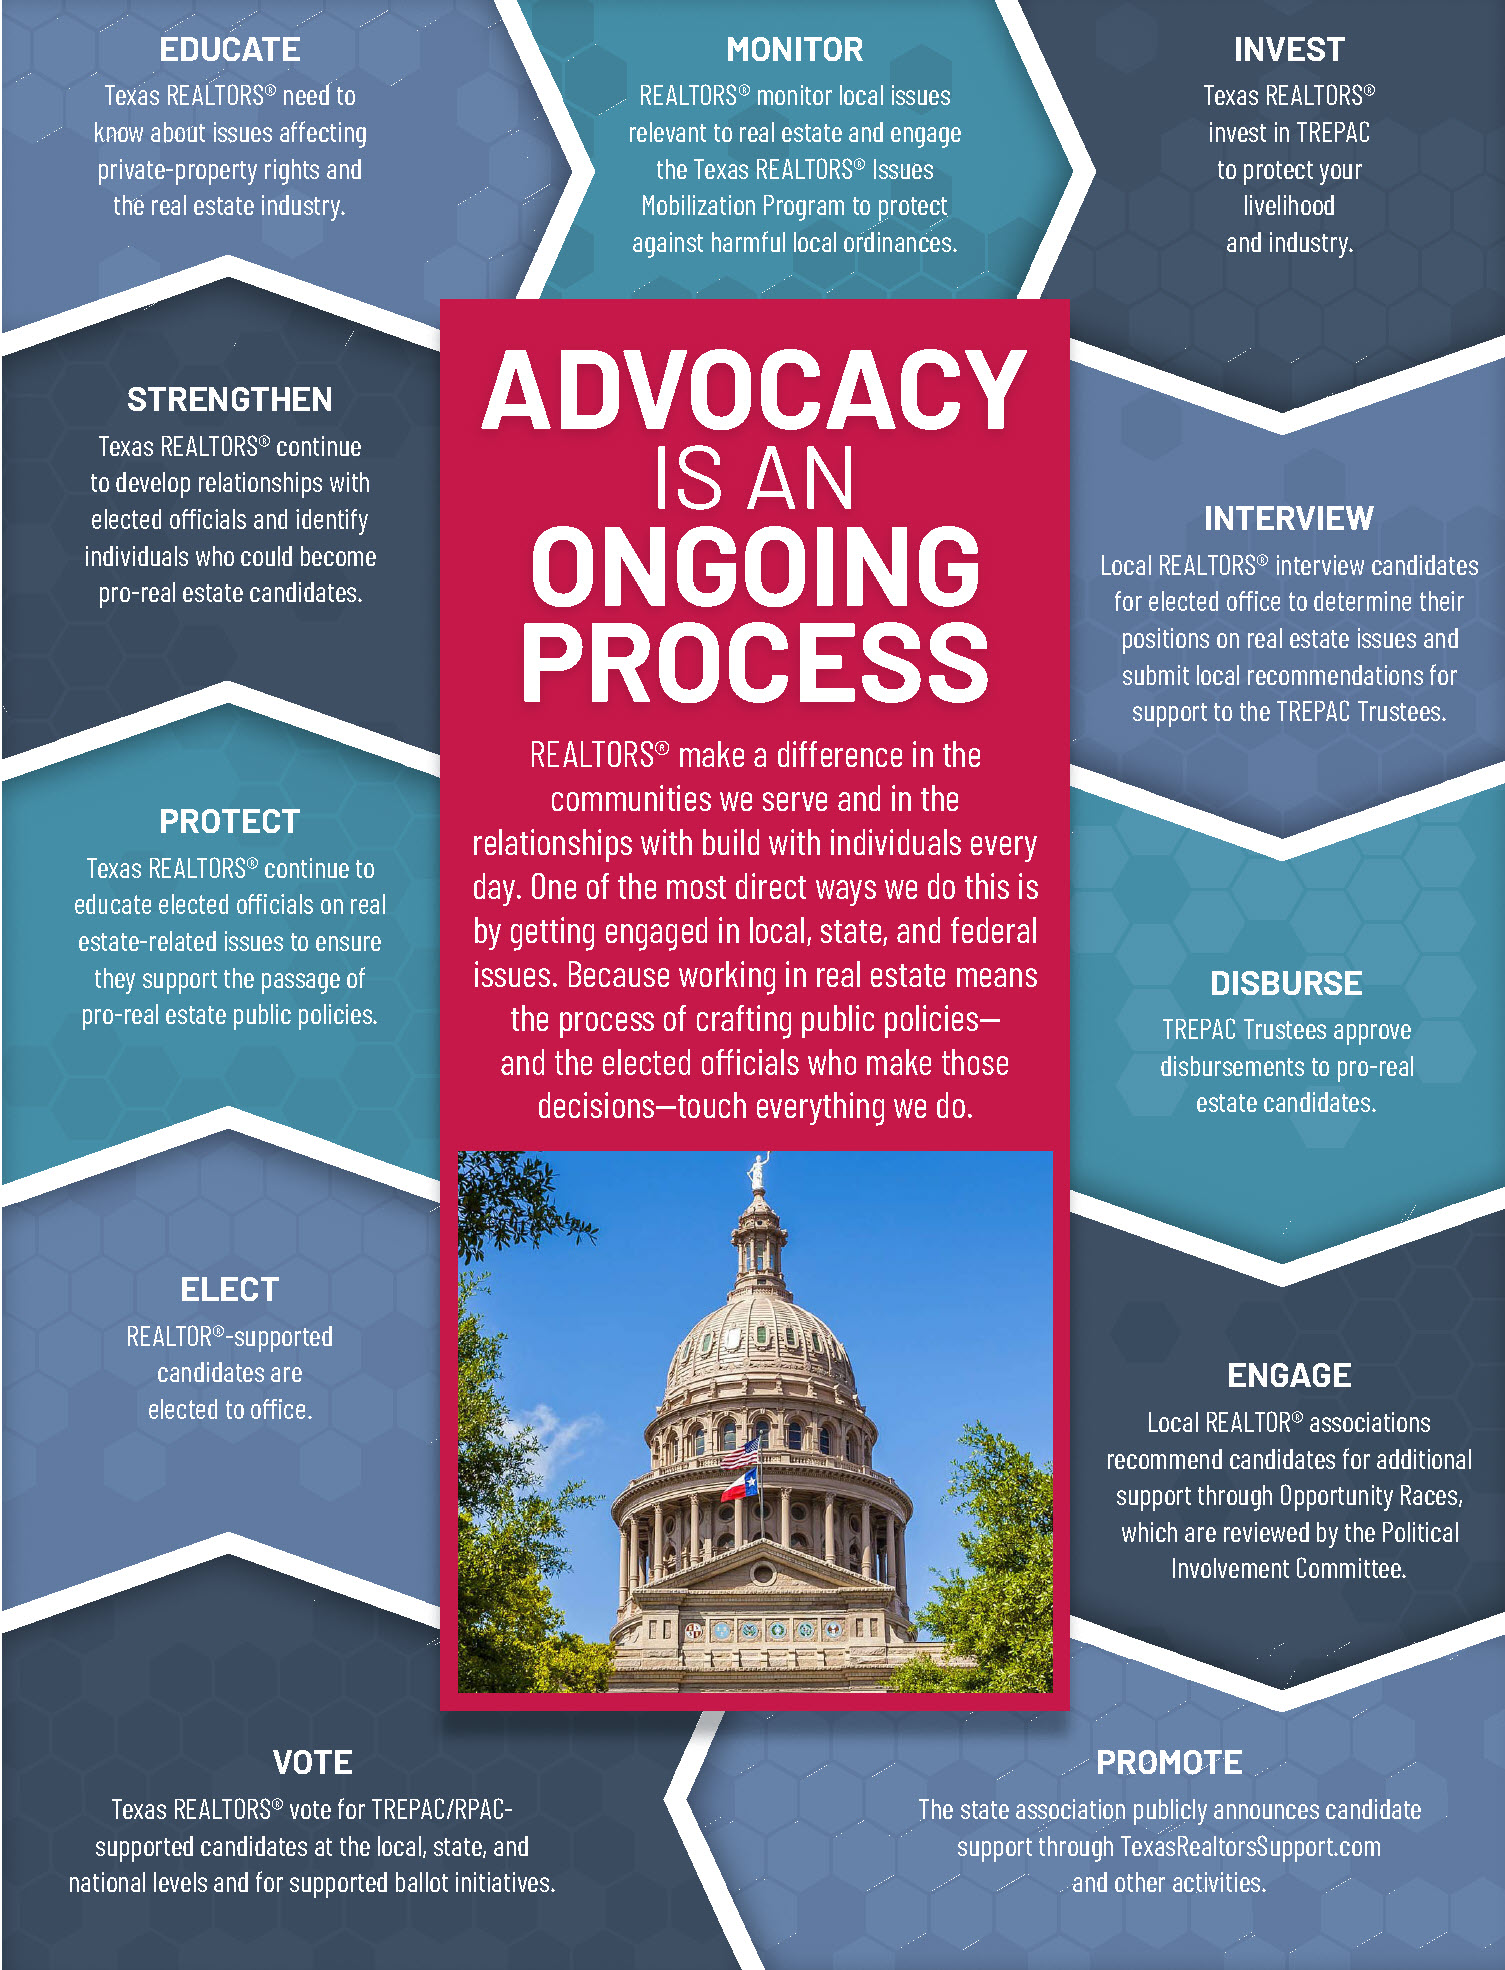 EDUCATE
Texas REALTORS® need to
know about issues affecting
private-property rights and
the real estate industry.
MONITOR
REALTORS® monitor local issues
relevant to real estate and engage
the Texas REALTORS® Issues
Mobilization Program to protect
against harmful local ordinances.
INVEST
Texas REALTORS®
invest in TREPAC
to protect your
livelihood
and industry.
INTERVIEW
Local REALTORS® interview candidates
for elected office to determine their
positions on real estate issues and
submit local recommendations for
support to the TREPAC Trustees.
DISBURSE
TREPAC Trustees approve
disbursements to pro-real
estate candidates.
ENGAGE
Local REALTOR® associations
recommend candidates for additional
support through Opportunity Races,
which are reviewed by the Political
Involvement Committee.
PROMOTE
The state association publicly announces candidate
support through TexasRealtorsSupport.com
and other activities.
VOTE
Texas REALTORS® vote for TREPAC/RPAC-
supported candidates at the local, state, and
national levels and for supported ballot initiatives.
ELECT
REALTOR®-supported
candidates are
elected to office.
PROTECT
Texas REALTORS® continue to
educate elected officials on real
estate-related issues to ensure
they support the passage of
pro-real estate public policies.
STRENGTHEN
Texas REALTORS® continue
to develop relationships with
elected officials and identify
individuals who could become
pro-real estate candidates.
ADVOCACY
IS AN
ONGOING
PROCESS
REALTORS® make a difference in the
communities we serve and in the
relationships with build with individuals every
day. One of the most direct ways we do this is
by getting engaged in local, state, and federal
issues. Because working in real estate means
the process of crafting public policies—
and the elected officials who make those
decisions—touch everything we do.